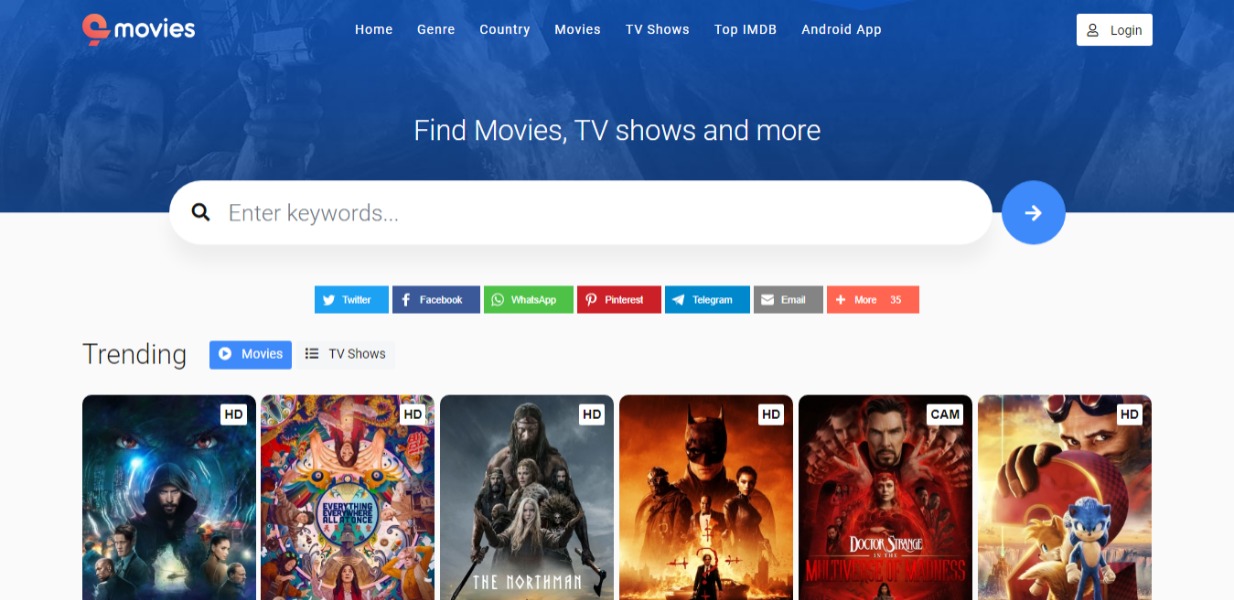 movies
Home Genre Country Movies TV Shows Top IMDB Android App
Login
Find Movies, TV shows and more
Enter keywords...
Twitter Facebook WhatsApp Pinterest Telegram Email More 35
Trending Movies TV Shows
HD HD HD HD CAM HD
EVERYTHING
EVERYWHERE
ALL AT ONCE
THE NORTHMAN
DOCTOR STRANGE
IN THE
MULTIVERSE OF MADNESS